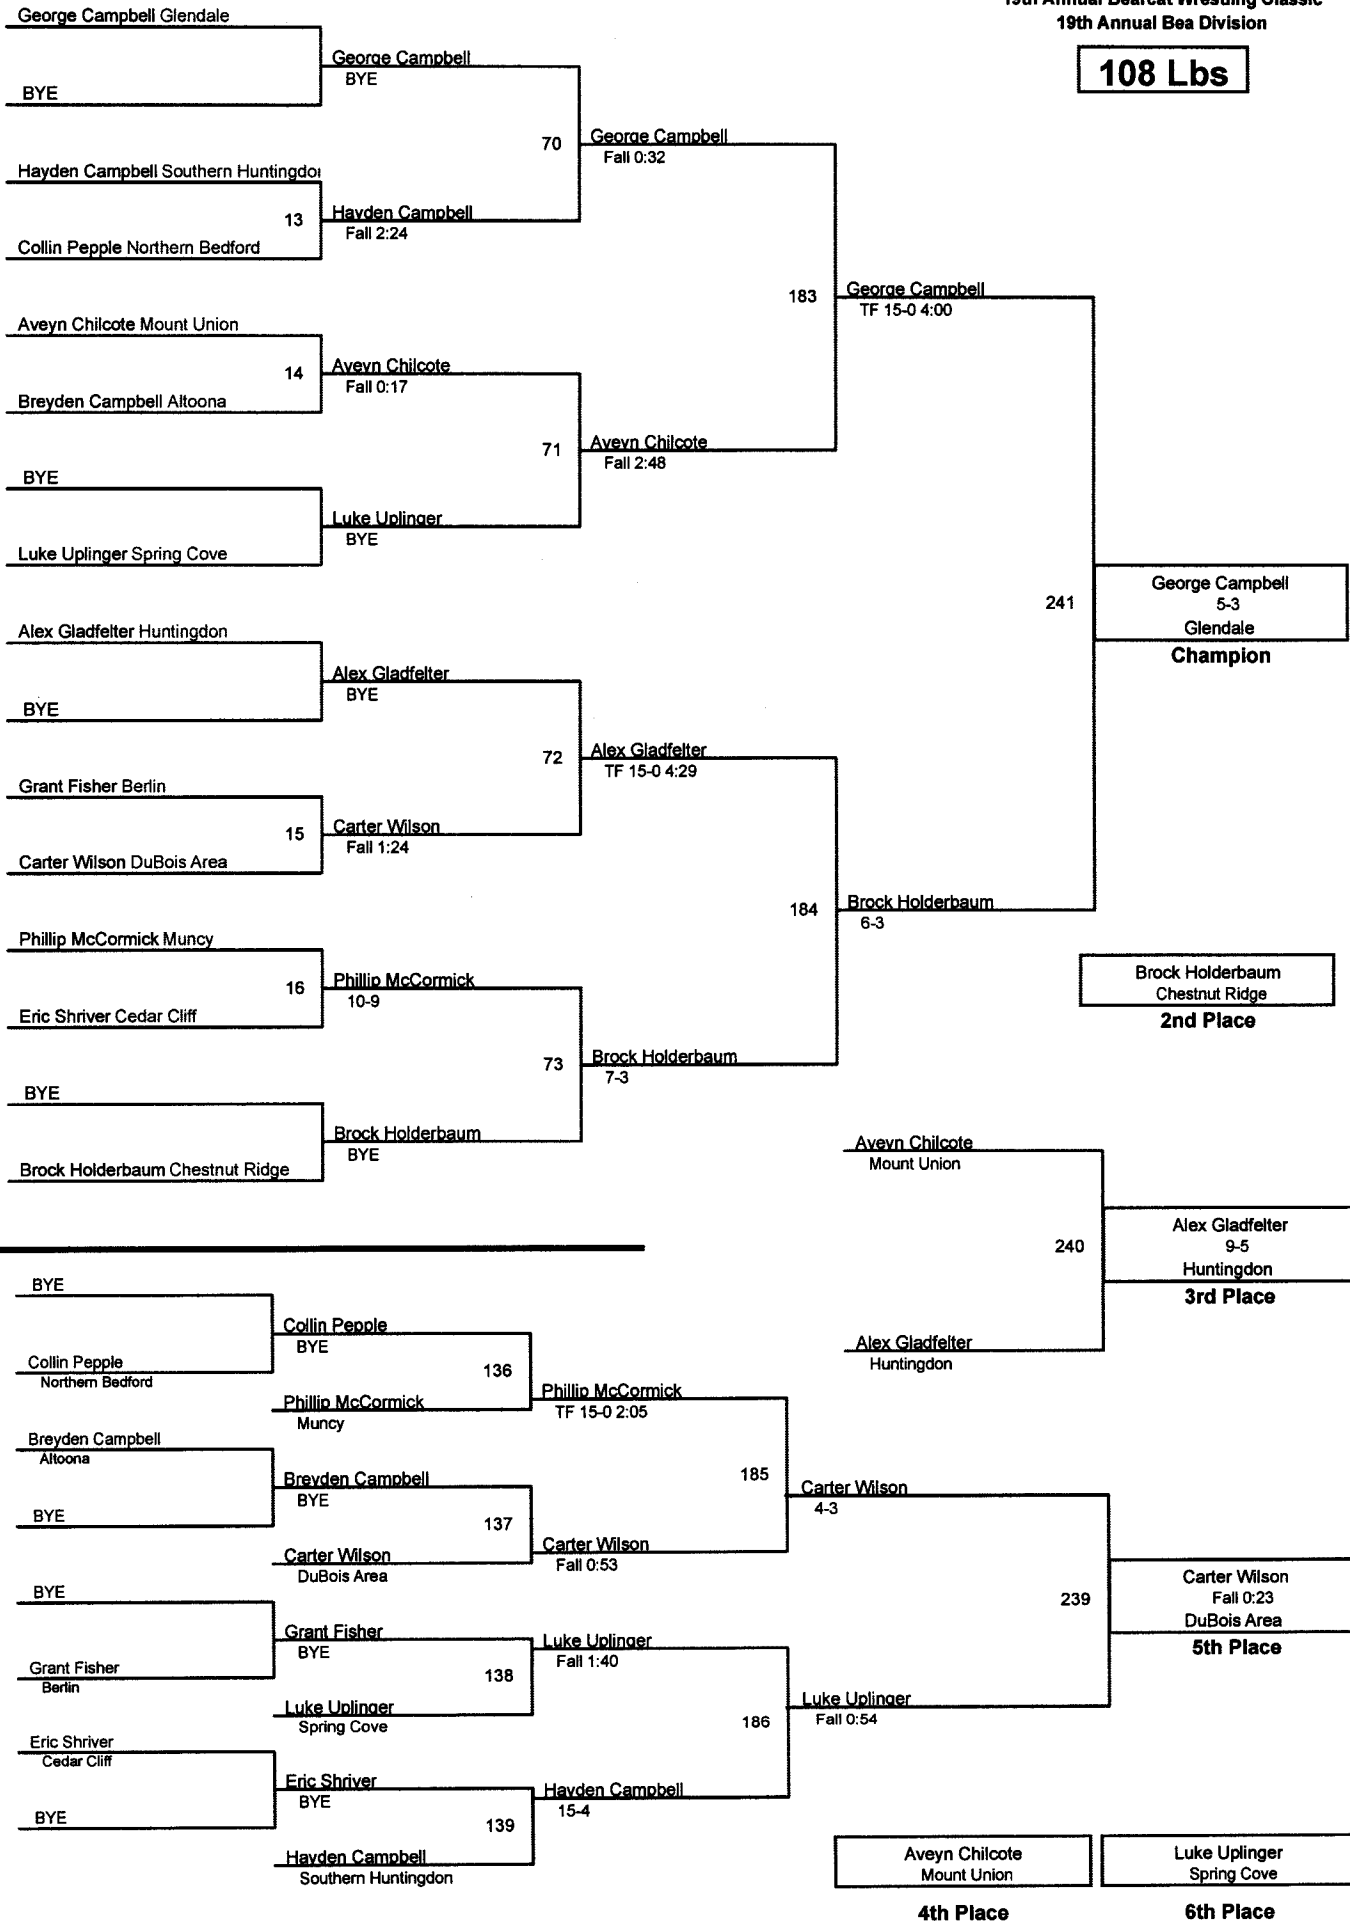 19th Annual Bearcat Wrestling Classic
19th Annual Bea Division
108 Lbs
George Campbell Glendale
George Campbell
BYE
BYE
70
George Campbell
Fall 0:32
Hayden Campbell Southern Huntingdon
13
Hayden Campbell
Fall 2:24
Collin Pepple Northern Bedford
183
George Campbell
TF 15-0 4:00
Aveyn Chilcote Mount Union
14
Aveyn Chilcote
Fall 0:17
Breyden Campbell Altoona
71
Aveyn Chilcote
Fall 2:48
BYE
Luke Uplinger
BYE
Luke Uplinger Spring Cove
241
George Campbell
5-3
Glendale
Champion
Alex Gladfelter Huntingdon
Alex Gladfelter
BYE
BYE
72
Alex Gladfelter
TF 15-0 4:29
Grant Fisher Berlin
15
Carter Wilson
Fall 1:24
Carter Wilson DuBois Area
184
Brock Holderbaum
6-3
Phillip McCormick Muncy
16
Phillip McCormick
10-9
Eric Shriver Cedar Cliff
Brock Holderbaum
Chestnut Ridge
2nd Place
73
Brock Holderbaum
7-3
BYE
Brock Holderbaum
BYE
Brock Holderbaum Chestnut Ridge
Aveyn Chilcote
Mount Union
240
Alex Gladfelter
9-5
Huntingdon
3rd Place
Alex Gladfelter
Huntingdon
BYE
Collin Pepple
BYE
Collin Pepple
Northern Bedford
136
Phillip McCormick
Muncy
Phillip McCormick
TF 15-0 2:05
Breyden Campbell
Altoona
Breyden Campbell
BYE
BYE
137
Carter Wilson
DuBois Area
Carter Wilson
Fall 0:53
185
Carter Wilson
4-3
BYE
Grant Fisher
BYE
Grant Fisher
Berlin
138
Luke Uplinger
Spring Cove
Luke Uplinger
Fall 1:40
239
Carter Wilson
Fall 0:23
DuBois Area
5th Place
186
Luke Uplinger
Fall 0:54
Eric Shriver
Cedar Cliff
Eric Shriver
BYE
BYE
139
Hayden Campbell
Southern Huntingdon
Hayden Campbell
15-4
Aveyn Chilcote
Mount Union
4th Place
Luke Uplinger
Spring Cove
6th Place